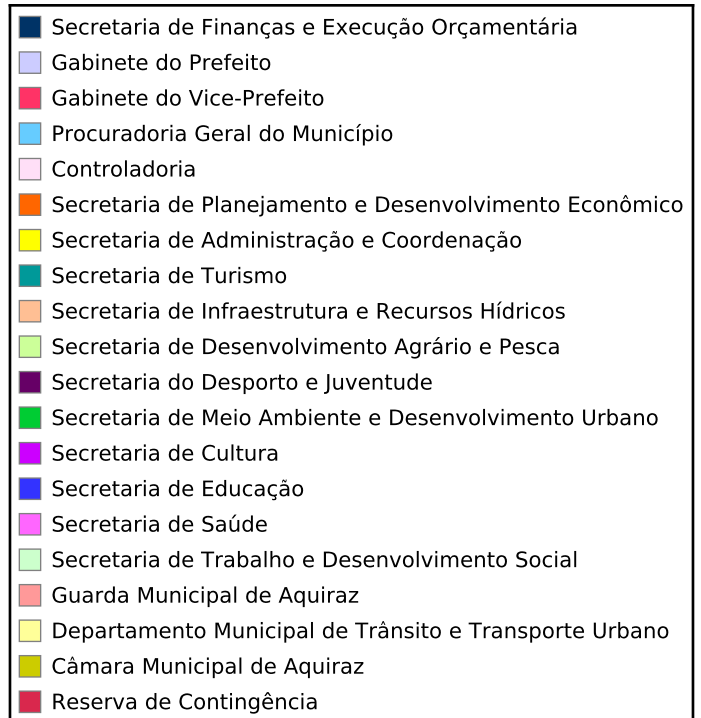 Secretaria de Finanças e Execução Orçamentária
Gabinete do Prefeito
Gabinete do Vice-Prefeito
Procuradoria Geral do Município
Controladoria
Secretaria de Planejamento e Desenvolvimento Econômico
Secretaria de Administração e Coordenação
Secretaria de Turismo
Secretaria de Infraestrutura e Recursos Hídricos
Secretaria de Desenvolvimento Agrário e Pesca
Secretaria do Desporto e Juventude
Secretaria de Meio Ambiente e Desenvolvimento Urbano
Secretaria de Cultura
Secretaria de Educação
Secretaria de Saúde
Secretaria de Trabalho e Desenvolvimento Social
Guarda Municipal de Aquiraz
Departamento Municipal de Trânsito e Transporte Urbano
Câmara Municipal de Aquiraz
Reserva de Contingência